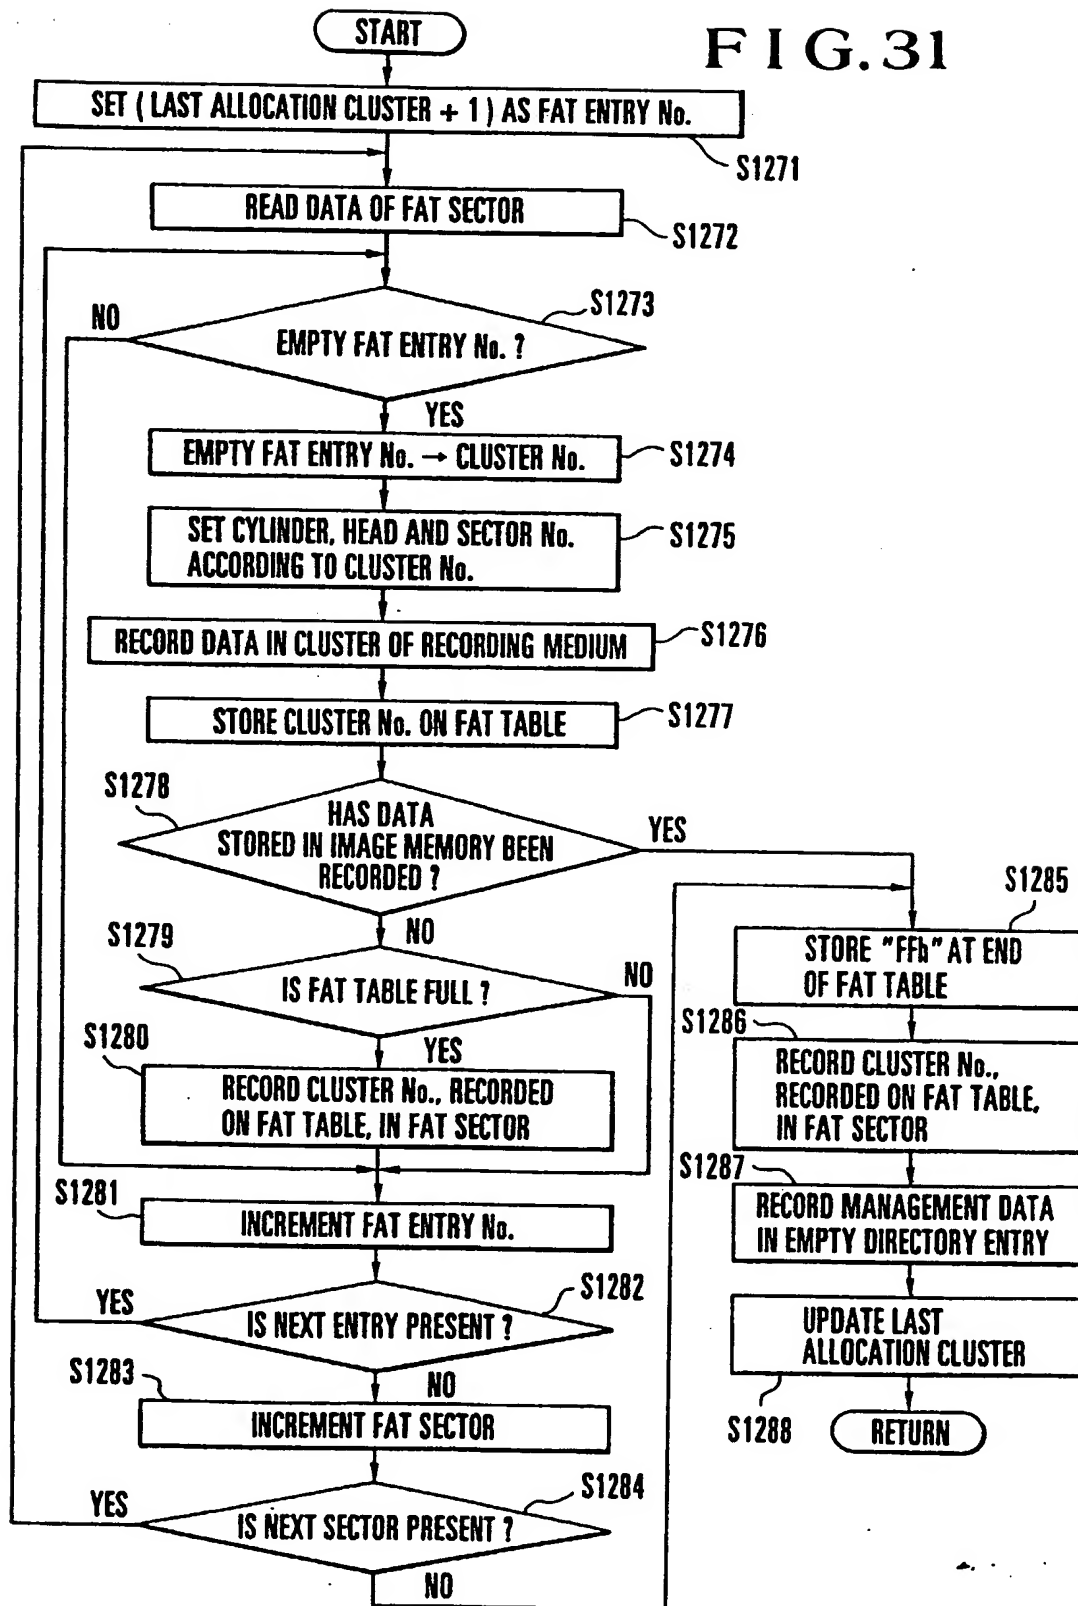 START
FIG.31
SET ( LAST ALLOCATION CLUSTER + 1 ) AS FAT ENTRY No.
S1271
READ DATA OF FAT SECTOR
S1272
S1273
NO
EMPTY FAT ENTRY No. ?
YES
EMPTY FAT ENTRY No. → CLUSTER No.
S1274
SET CYLINDER, HEAD AND SECTOR No.
ACCORDING TO CLUSTER No.
S1275
RECORD DATA IN CLUSTER OF RECORDING MEDIUM
S1276
STORE CLUSTER No. ON FAT TABLE
S1277
S1278
HAS DATA
STORED IN IMAGE MEMORY BEEN
RECORDED ?
YES
NO
S1279
IS FAT TABLE FULL ?
NO
YES
S1280
RECORD CLUSTER No., RECORDED
ON FAT TABLE, IN FAT SECTOR
S1281
INCREMENT FAT ENTRY No.
S1282
YES
IS NEXT ENTRY PRESENT ?
NO
S1283
INCREMENT FAT SECTOR
S1284
YES
IS NEXT SECTOR PRESENT ?
NO
S1285
STORE "FFh" AT END
OF FAT TABLE
S1286
RECORD CLUSTER No.,
RECORDED ON FAT TABLE,
IN FAT SECTOR
S1287
RECORD MANAGEMENT DATA
IN EMPTY DIRECTORY ENTRY
UPDATE LAST
ALLOCATION CLUSTER
S1288
RETURN